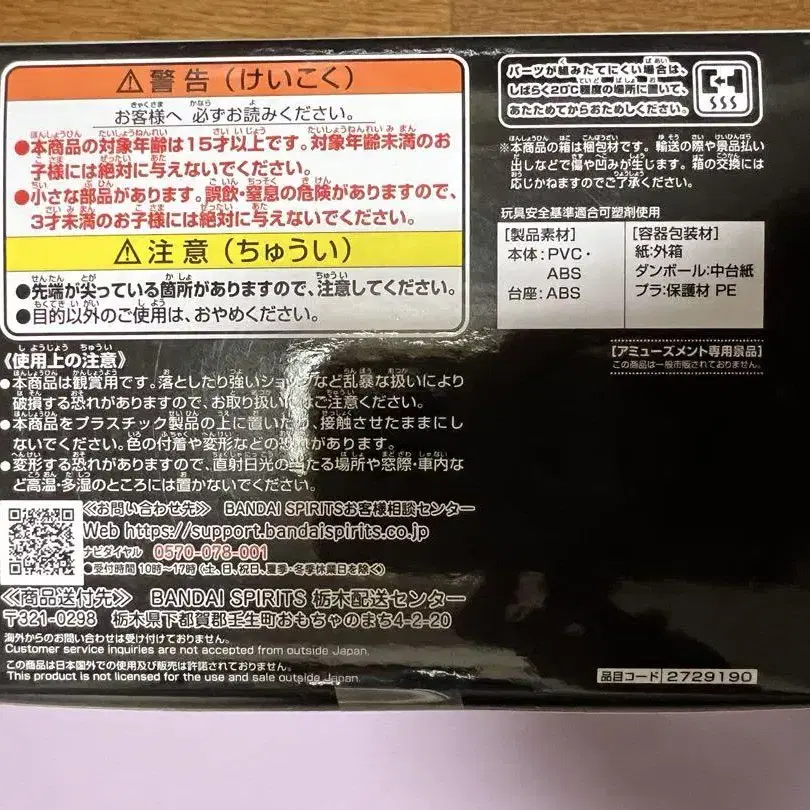 ⚠警告(けいこく)
お客様へ 必ずお読みください。
●本商品の対象年齢は15才以上です。対象年齢未満のお
子様には絶対に与えないでください。
●小さな部品があります。誤飲・窒息の危険がありますので、
3才未満のお子様には絶対に与えないでください。
⚠注意(ちゅうい)
●先端が尖っている箇所がありますので、注意してください。
●目的以外のご使用は、おやめください。
《使用上の注意》
●本商品は観賞用です。落としたり強いショックなど乱暴な扱いにより
破損する恐れがありますので、お取り扱いにはご注意ください。
●本商品をプラスチック製品の上に置いたり、接触させたままにし
ないでください。色の付着や変形などの恐れがあります。
●変形する恐れがありますので、直射日光の当たる場所や窓際・車内な
ど高温・多湿のところには置かないでください。
≪お問い合わせ先≫ BANDAI SPIRITSお客様相談センター
Web https://support.bandaispirits.co.jp
ナビダイヤル 0570-078-001
●受付時間 10時〜17時(土、日、祝日、夏季・冬季休業日を除く)
≪商品送付先≫ BANDAI SPIRITS 栃木配送センター
〒321-0298 栃木県下都賀郡壬生町おもちゃのまち4-2-20
海外からのお問い合わせは受け付けておりません。
Customer service inquiries are not accepted from outside Japan.
この商品は日本国外での使用及び販売は許諾されておりません。
This product is not licensed for the use and sale outside Japan.
パーツが組みたてにくい場合は、
しばらく20℃程度の場所に置いて、
あたためてからおためしください。
※本商品の箱は梱包材です。輸送の際や景品払い
出しなどで傷や凹みが生じます。箱の交換には
応じかねますのでご了承ください。
玩具安全基準適合可塑剤使用
[製品素材]
本体:PVC・
ABS
台座:ABS
[容器包装材]
紙:外箱
ダンボール:中台紙
プラ:保護材 PE
[アミューズメント専用景品]
この商品は一般市販されておりません。
品目コード 2729190